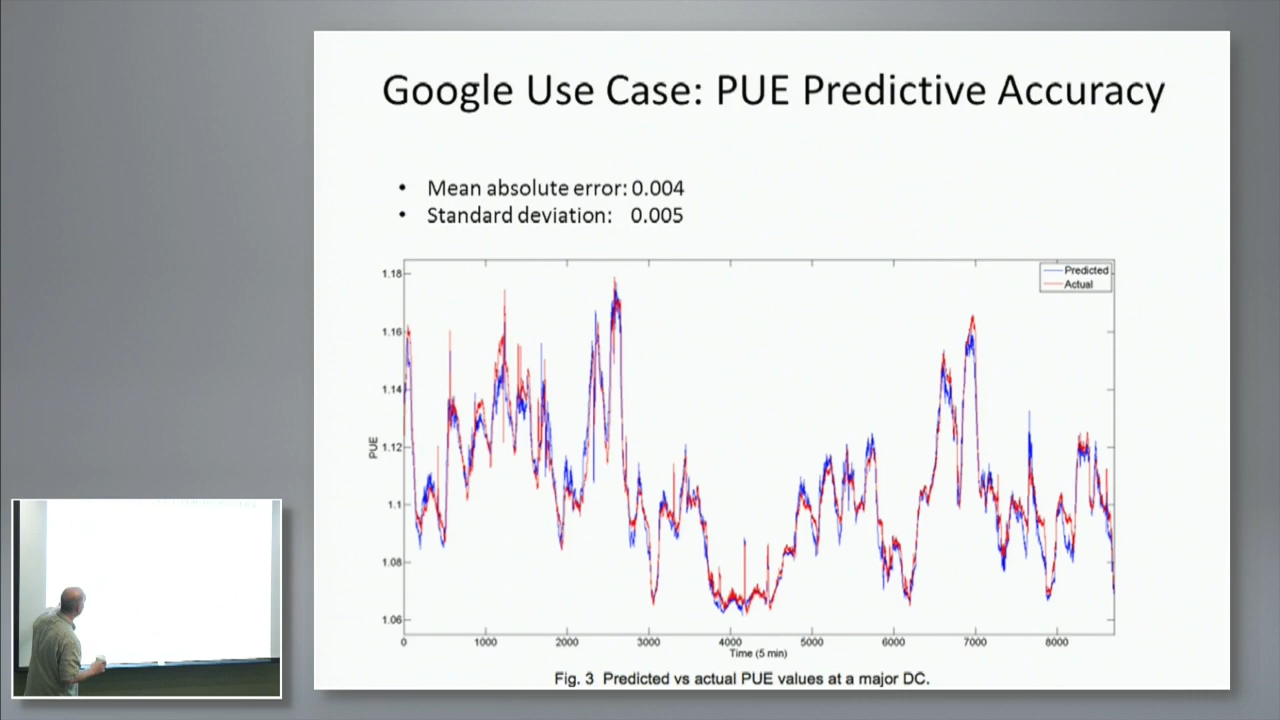 Google Use Case: PUE Predictive Accuracy
• Mean absolute error: 0.004
• Standard deviation: 0.005
1.18
1.16
1.14
1.12
1.1
1.08
1.06
PUE
Predicted
Actual
0 1000 2000 3000 4000 5000 6000 7000 8000
Time (5 min)
Fig. 3 Predicted vs actual PUE values at a major DC.